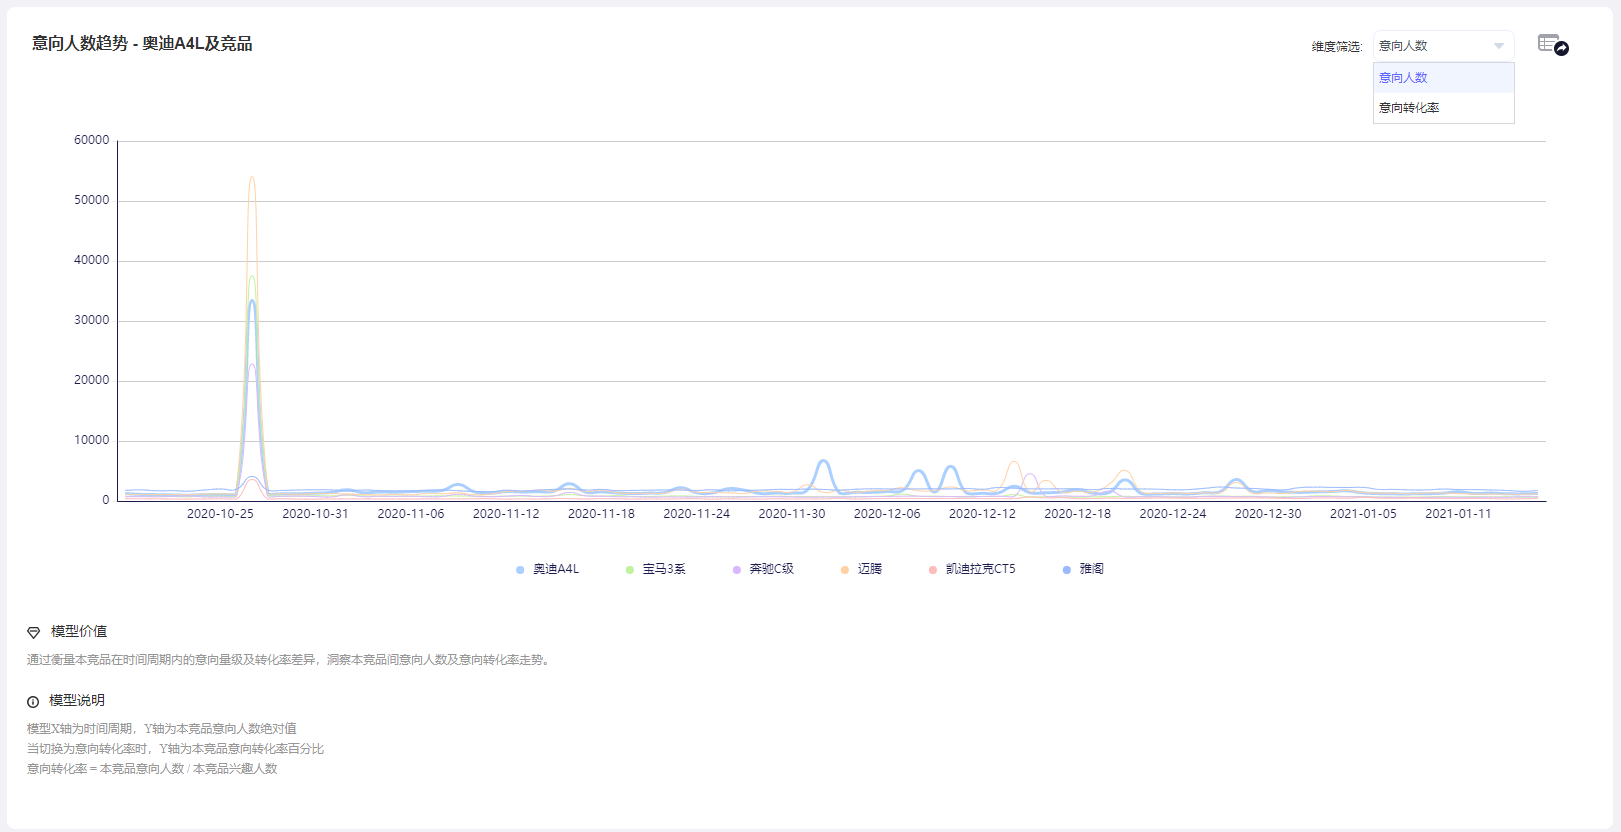 意向人数趋势 - 奥迪A4L及竞品
维度筛选: 意向人数
意向人数
意向转化率
60000
50000
40000
30000
20000
10000
0
2020-10-25 2020-10-31 2020-11-06 2020-11-12 2020-11-18 2020-11-24 2020-11-30 2020-12-06 2020-12-12 2020-12-18 2020-12-24 2020-12-30 2021-01-05 2021-01-11
奥迪A4L 宝马3系 奔驰C级 迈腾 凯迪拉克CT5 雅阁
模型价值
通过衡量本竞品在时间周期内的意向量级及转化率差异，洞察本竞品间意向人数及意向转化率走势。
模型说明
模型X轴为时间周期，Y轴为本竞品意向人数绝对值
当切换为意向转化率时，Y轴为本竞品意向转化率百分比
意向转化率 = 本竞品意向人数 / 本竞品兴趣人数